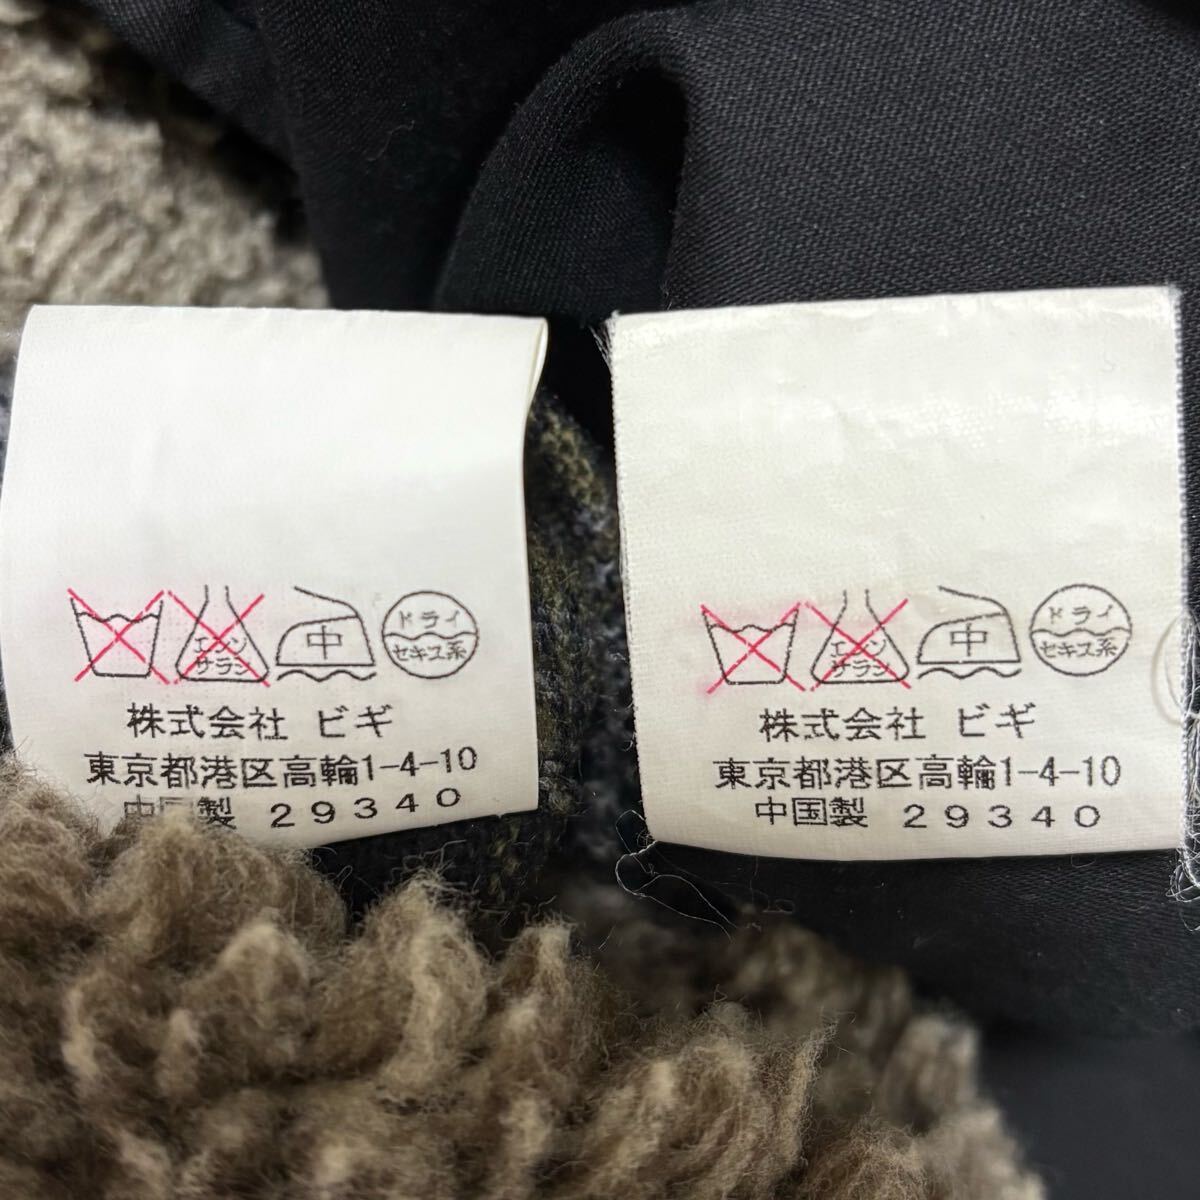 エンソ
サラシ
中
ドライ
セキユ系
株式会社 ビギ
東京都港区高輪1-4-10
中国製 29340
エンソ
サラシ
中
ドライ
セキユ系
株式会社 ビギ
東京都港区高輪1-4-10
中国製 29340